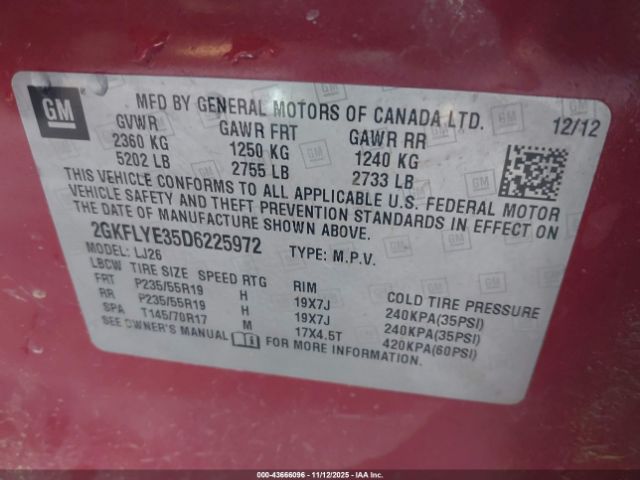 GM
MFD BY GENERAL MOTORS OF CANADA LTD.
12/12
GVWR GAWR FRT GAWR RR
2360 KG 1250 KG 1240 KG
5202 LB 2755 LB 2733 LB
THIS VEHICLE CONFORMS TO ALL APPLICABLE U.S. FEDERAL MOTOR
VEHICLE SAFETY AND THEFT PREVENTION STANDARDS IN EFFECT ON
THE DATE OF MANUFACTURE SHOWN ABOVE.
2GKFLYE35D6225972 TYPE: M.P.V.
MODEL: LJ26
LBCW TIRE SIZE SPEED RTG RIM COLD TIRE PRESSURE
FRT P235/55R19 H 19X7J 240KPA(35PSI)
RR P235/55R19 H 19X7J 240KPA(35PSI)
SPA T145/70R17 M 17X4.5T 420KPA(60PSI)
SEE OWNER'S MANUAL FOR MORE INFORMATION.
000-43666096 - 11/12/2025 - IAA Inc.